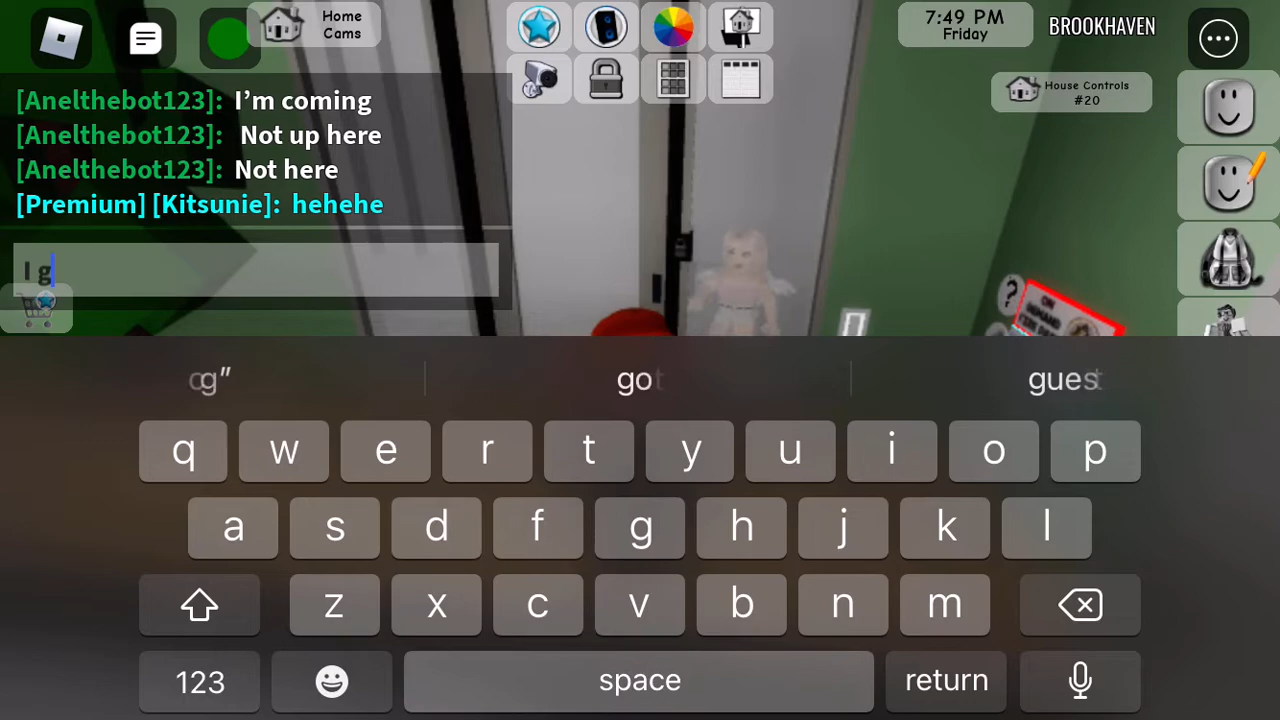 Home
Cams
7:49 PM
Friday
BROOKHAVEN
House Controls
#20
[Anelthebot123]: I'm coming
[Anelthebot123]: Not up here
[Anelthebot123]: Not here
[Premium] [Kitsunie]: hehehe
I g
ON
?
go
gues
q w e r t y u i o p
a s d f g h j k l
z x c v b n m
123 space return